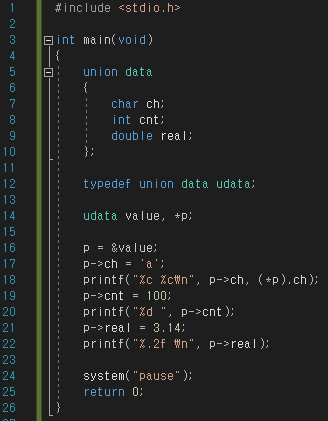 1 #include <stdio.h>
2
3 int main(void)
4 {
5 union data
6 {
7 char ch;
8 int cnt;
9 double real;
10 };
11
12 typedef union data udata;
13
14 udata value, *p;
15
16 p = &value;
17 p->ch = 'a';
18 printf("%c %c₩n", p->ch, (*p).ch);
19 p->cnt = 100;
20 printf("%d ", p->cnt);
21 p->real = 3.14;
22 printf("%.2f ₩n", p->real);
23
24 system("pause");
25 return 0;
26 }